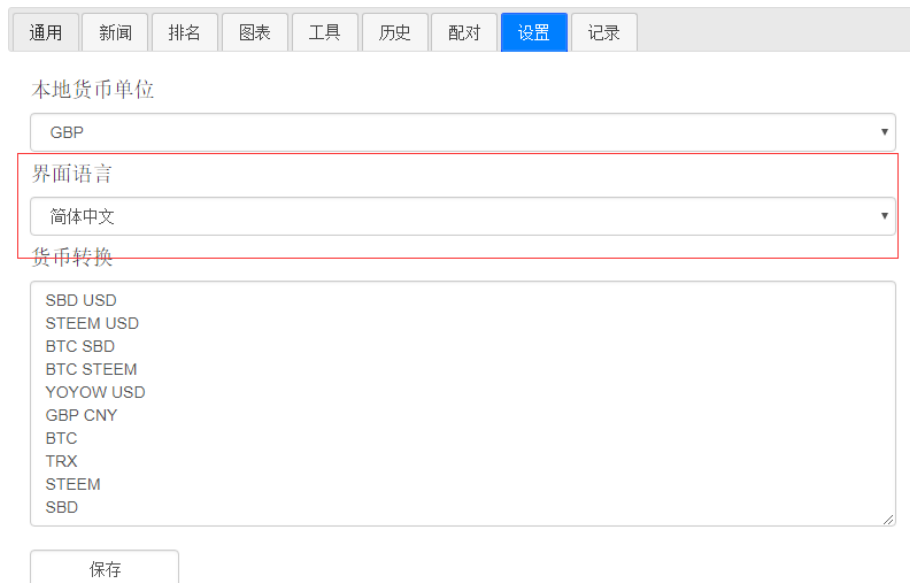 通用 新闻 排名 图表 工具 历史 配对 设置 记录
本地货币单位
GBP
界面语言
简体中文
货币转换
SBD USD
STEEM USD
BTC SBD
BTC STEEM
YOYOW USD
GBP CNY
BTC
TRX
STEEM
SBD
保存